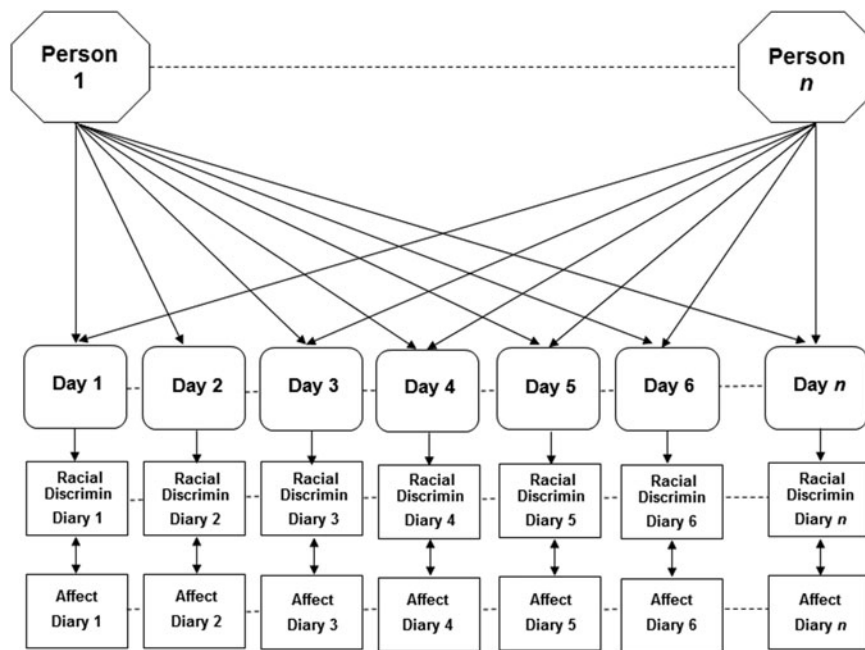 Person
1
Person
n
Day 1
Day 2
Day 3
Day 4
Day 5
Day 6
Day n
Racial
Discrimin
Diary 1
Racial
Discrimin
Diary 2
Racial
Discrimin
Diary 3
Racial
Discrimin
Diary 4
Racial
Discrimin
Diary 5
Racial
Discrimin
Diary 6
Racial
Discrimin
Diary n
Affect
Diary 1
Affect
Diary 2
Affect
Diary 3
Affect
Diary 4
Affect
Diary 5
Affect
Diary 6
Affect
Diary n